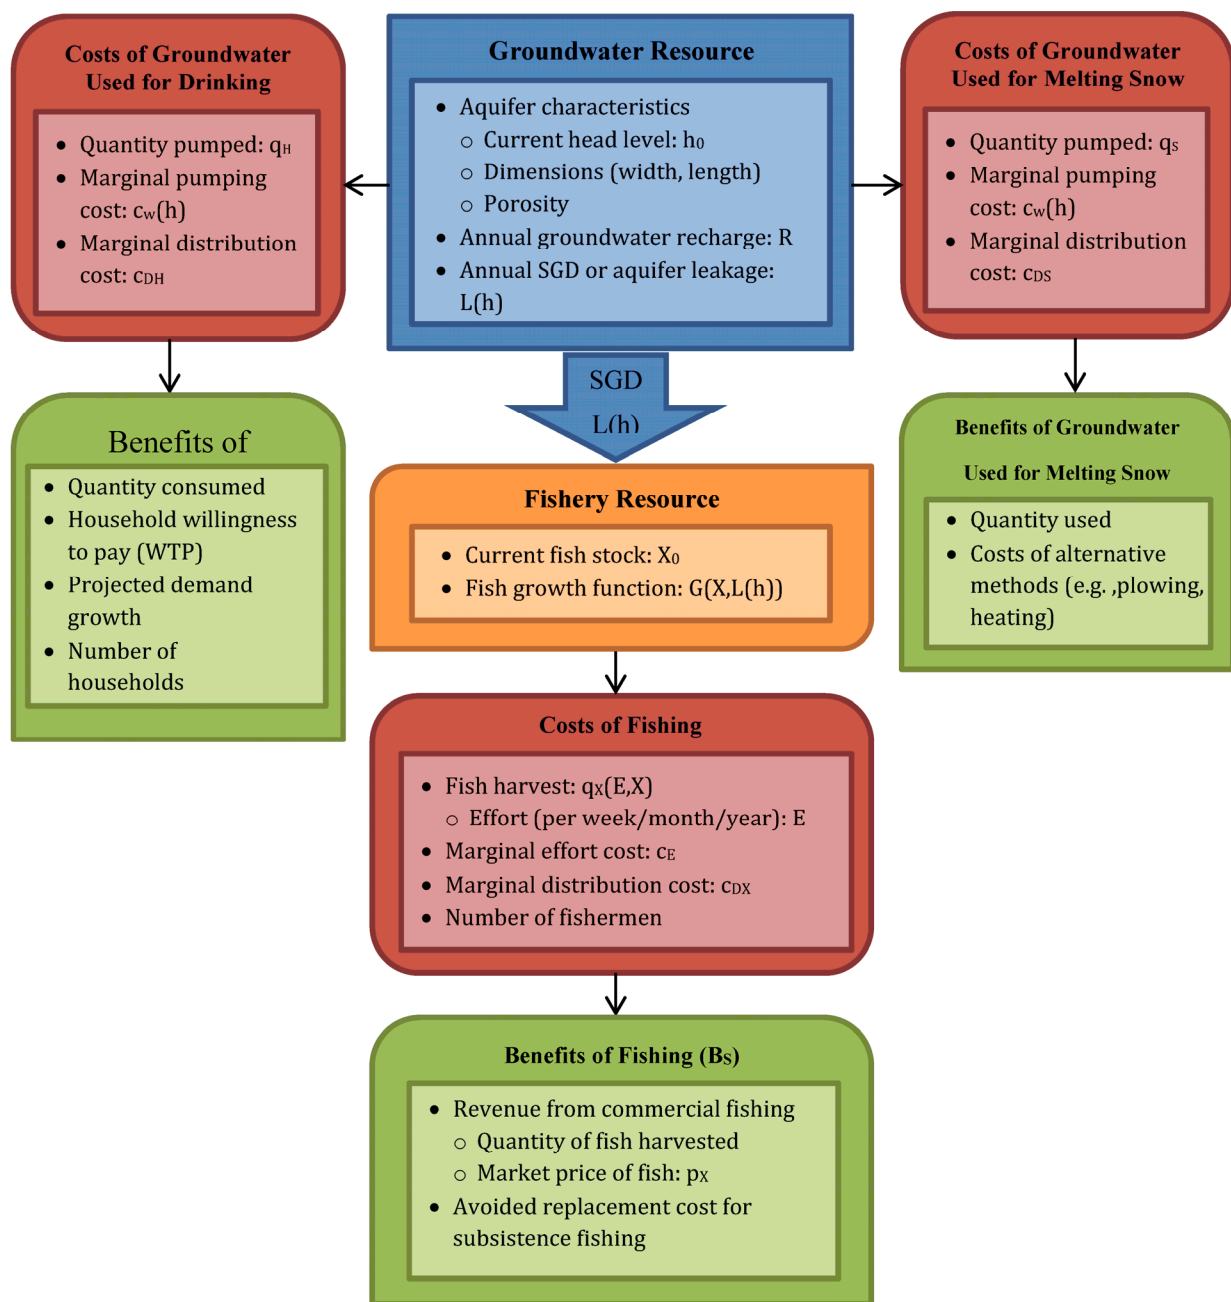 Costs of Groundwater
Used for Drinking
• Quantity pumped: qH
• Marginal pumping
cost: cw(h)
• Marginal distribution
cost: cDH
Groundwater Resource
• Aquifer characteristics
o Current head level: h0
o Dimensions (width, length)
o Porosity
• Annual groundwater recharge: R
• Annual SGD or aquifer leakage:
L(h)
Costs of Groundwater
Used for Melting Snow
• Quantity pumped: qS
• Marginal pumping
cost: cw(h)
• Marginal distribution
cost: cDS
SGD
L(h)
Benefits of
• Quantity consumed
• Household willingness
to pay (WTP)
• Projected demand
growth
• Number of
households
Fishery Resource
• Current fish stock: X0
• Fish growth function: G(X,L(h))
Benefits of Groundwater
Used for Melting Snow
• Quantity used
• Costs of alternative
methods (e.g. ,plowing,
heating)
Costs of Fishing
• Fish harvest: qX(E,X)
o Effort (per week/month/year): E
• Marginal effort cost: cE
• Marginal distribution cost: cDX
• Number of fishermen
Benefits of Fishing (BS)
• Revenue from commercial fishing
o Quantity of fish harvested
o Market price of fish: pX
• Avoided replacement cost for
subsistence fishing